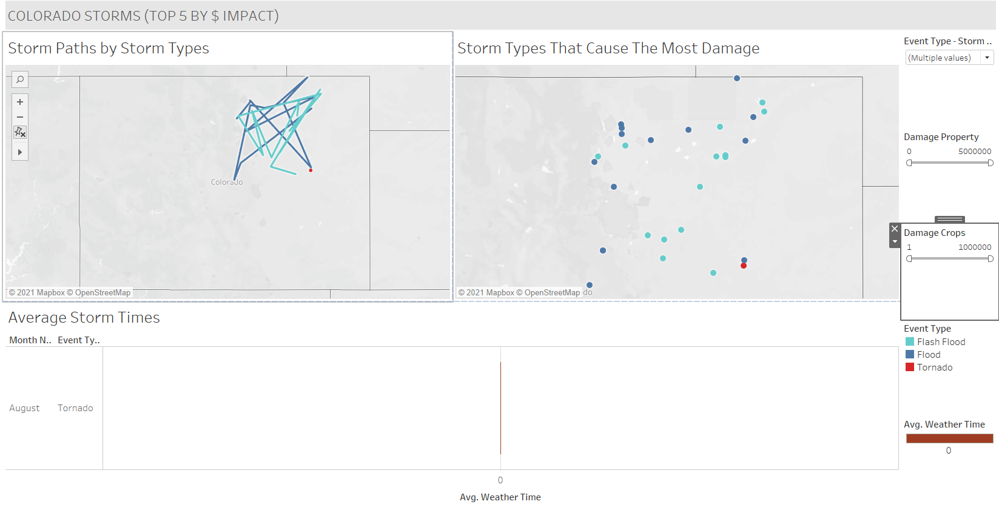 COLORADO STORMS (TOP 5 BY $ IMPACT)
Storm Paths by Storm Types
Colorado
© 2021 Mapbox © OpenStreetMap
Storm Types That Cause The Most Damage
© 2021 Mapbox © OpenStreetMap
do
Event Type - Storm ..
(Multiple values)
Damage Property
0 5000000
Damage Crops
1 1000000
Event Type
Flash Flood
Flood
Tornado
Avg. Weather Time
0
Average Storm Times
Month N.. Event Ty..
August Tornado
0
Avg. Weather Time